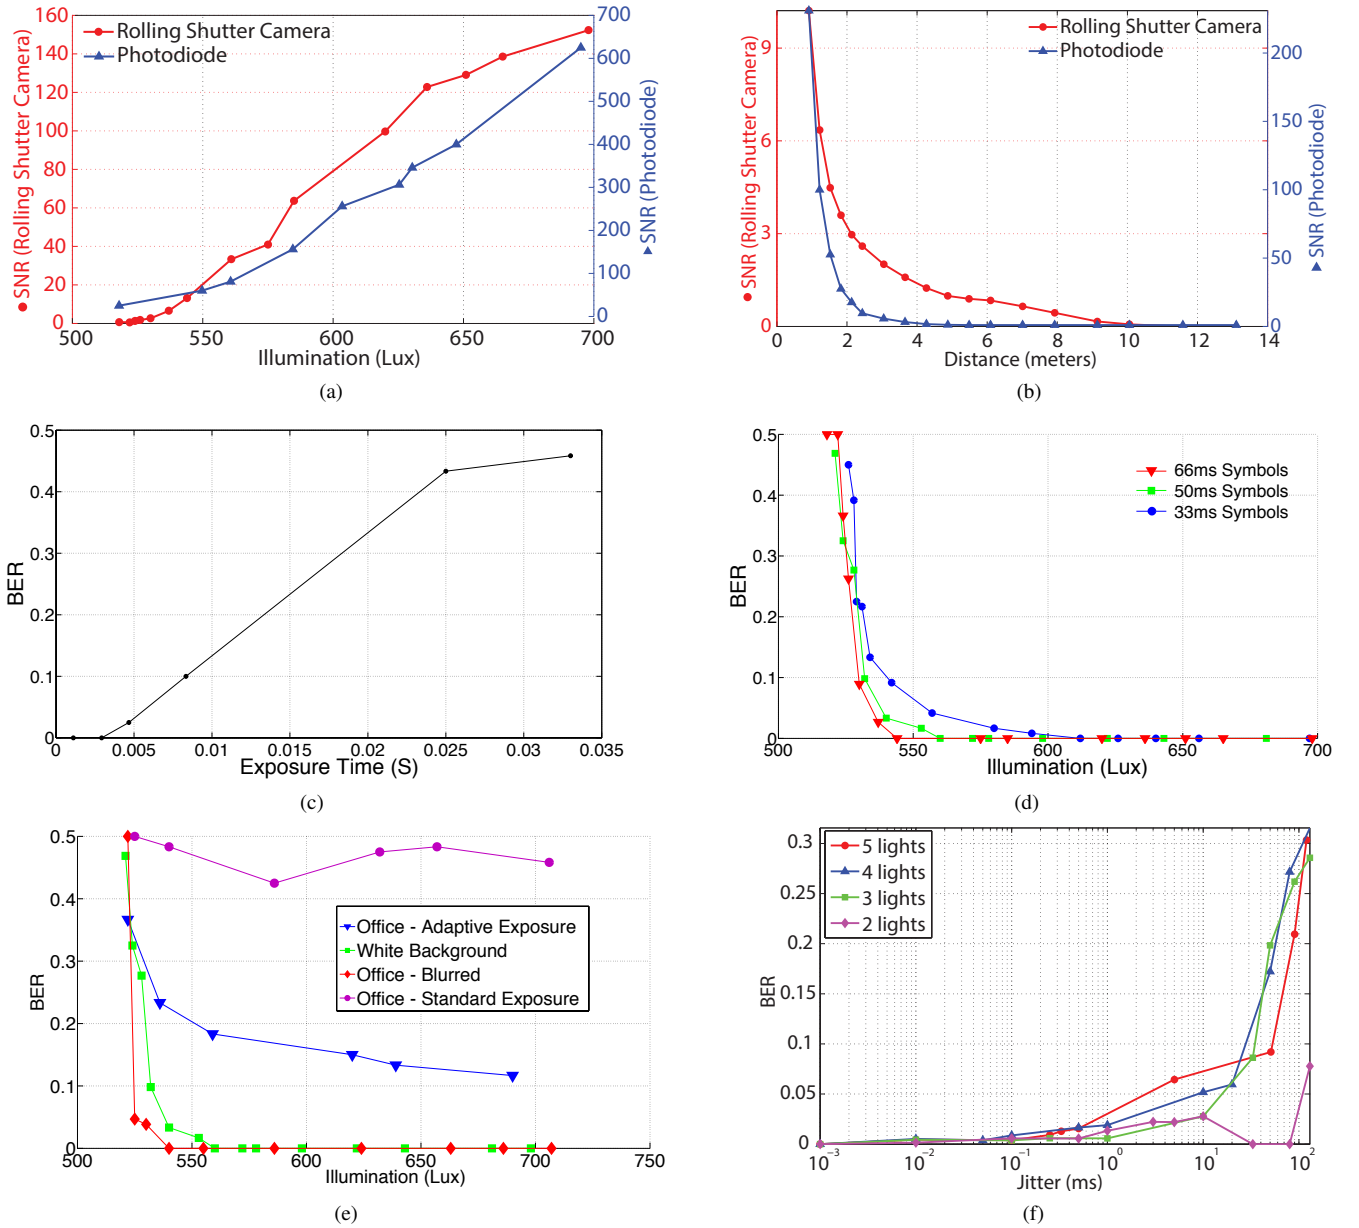 160
140
120
100
80
60
40
20
0
SNR (Rolling Shutter Camera)
Rolling Shutter Camera
Photodiode
700
600
500
400
300
200
100
0
SNR (Photodiode)
500 550 600 650 700
Illumination (Lux)
(a)
9
6
3
0
SNR (Rolling Shutter Camera)
Rolling Shutter Camera
Photodiode
200
150
100
50
0
SNR (Photodiode)
0 2 4 6 8 10 12 14
Distance (meters)
(b)
0.5
0.4
0.3
0.2
0.1
0
BER
0.005 0.01 0.015 0.02 0.025 0.03 0.035
Exposure Time (S)
(c)
0.5
0.4
0.3
0.2
0.1
0
BER
66ms Symbols
50ms Symbols
33ms Symbols
500 550 600 650 700
Illumination (Lux)
(d)
0.5
0.4
0.3
0.2
0.1
0
BER
Office - Adaptive Exposure
White Background
Office - Blurred
Office - Standard Exposure
500 550 600 650 700 750
Illumination (Lux)
(e)
0.3
0.25
0.2
0.15
0.1
0.05
0
BER
5 lights
4 lights
3 lights
2 lights
10⁻³ 10⁻² 10⁻¹ 10⁰ 10¹ 10²
Jitter (ms)
(f)